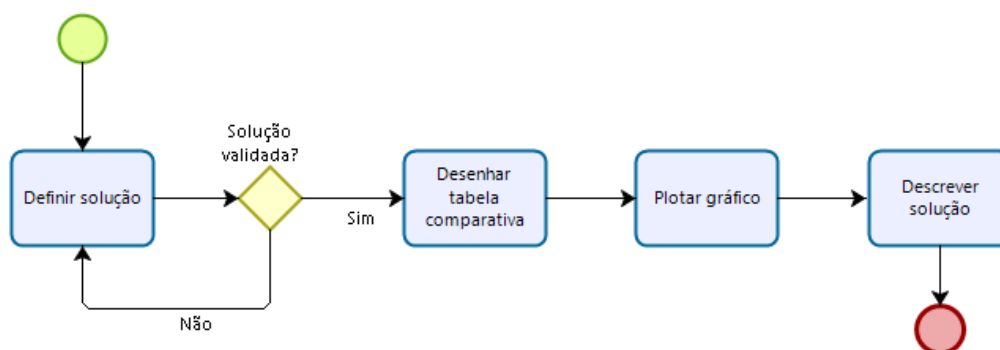 Solução
validada?
Definir solução
Sim
Não
Desenhar
tabela
comparativa
Plotar gráfico
Descrever
solução